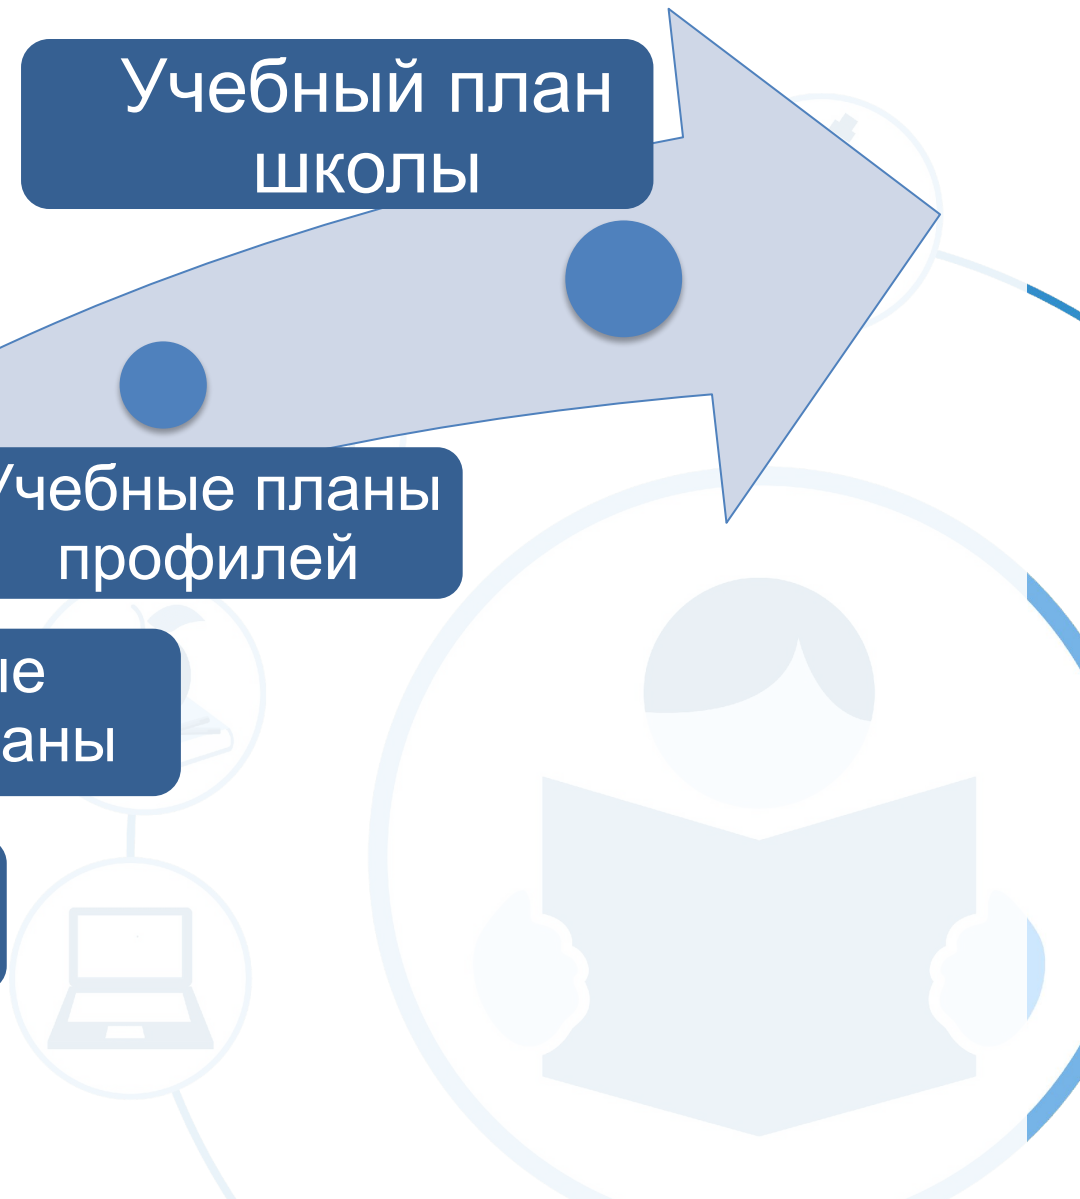 Учебный план
школы
Учебные планы
профилей